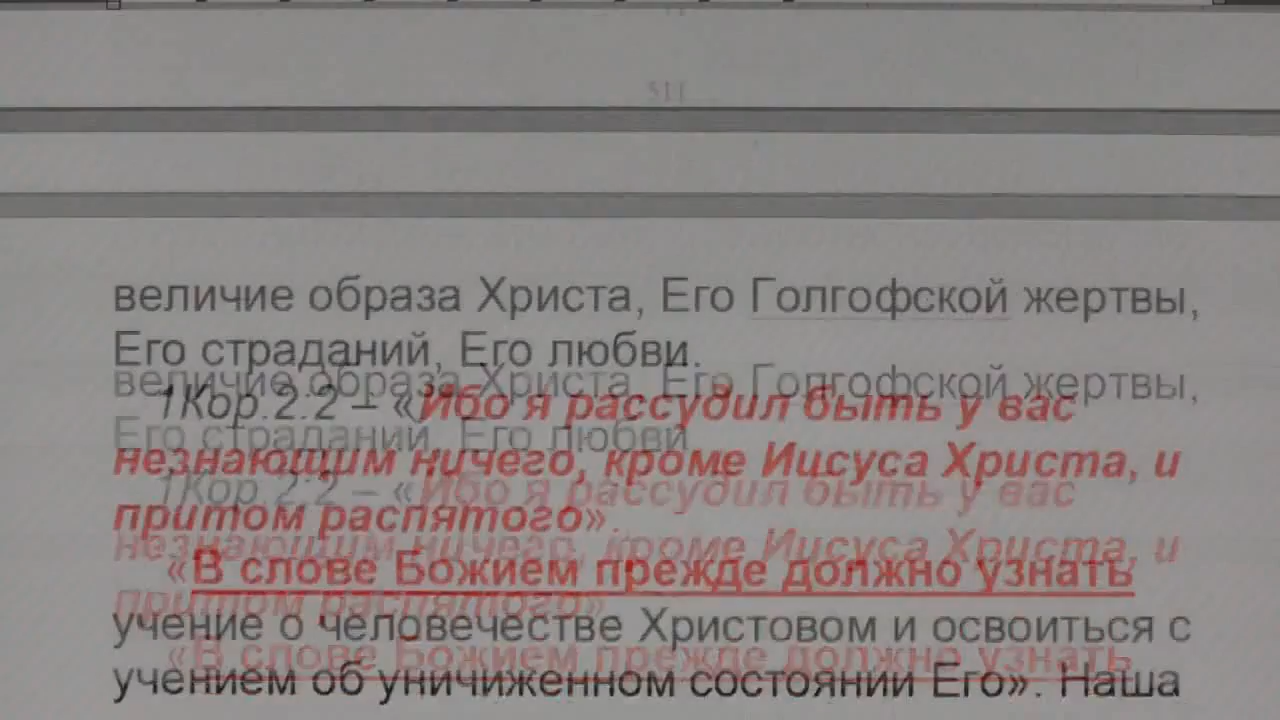 511
величие образа Христа, Его Голгофской жертвы,
Его страданий, Его любви.
1Кор.2:2 – «Ибо я рассудил быть у вас
незнающим ничего, кроме Иисуса Христа, и
притом распятого».
«В слове Божием прежде должно узнать
учение о человечестве Христовом и освоиться с
учением об уничиженном состоянии Его». Наша